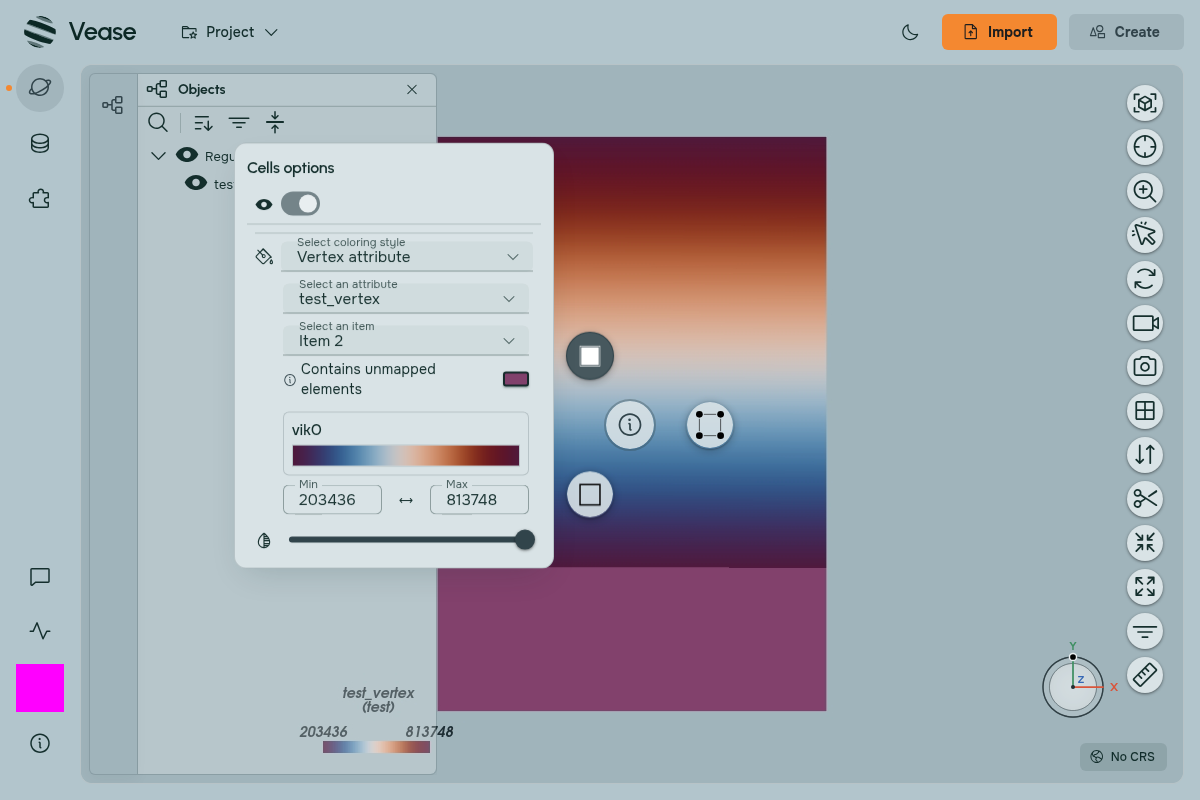 Vease
Project
Import
Create
Objects
Regu
tes
Cells options
Select coloring style
Vertex attribute
Select an attribute
test_vertex
Select an item
Item 2
Contains unmapped
elements
vikO
Min
203436
Max
813748
test_vertex
(test)
203436
813748
Y
Z
X
No CRS